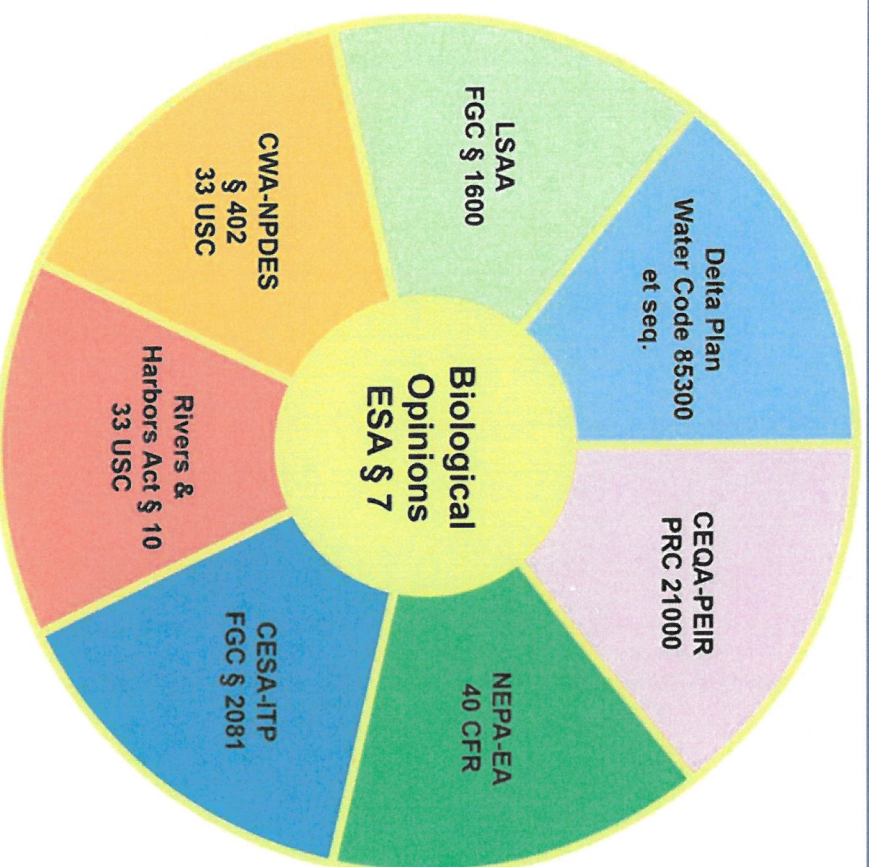 Delta Plan
Water Code 85300
et seq.
CEQA-PEIR
PRC 21000
NEPA-EA
40 CFR
CESA-ITP
FGC § 2081
Rivers &
Harbors Act § 10
33 USC
CWA-NPDES
§ 402
33 USC
LSAA
FGC § 1600
Biological
Opinions
ESA § 7